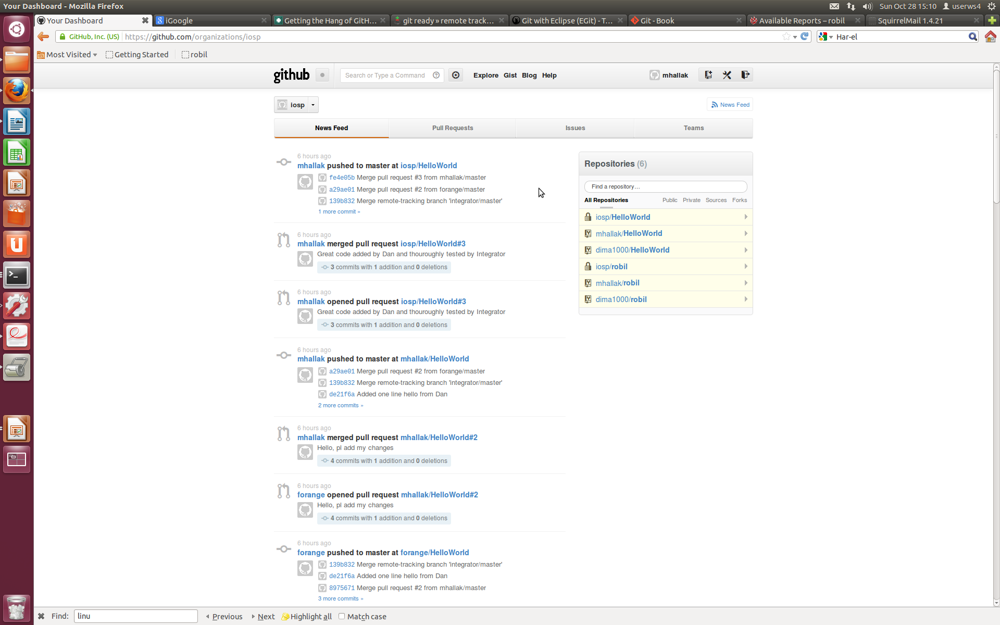 Your Dashboard - Mozilla Firefox
Sun Oct 28 15:10 userws4
Your Dashboard
iGoogle
Getting the Hang of GitH...
git ready » remote track...
Git with Eclipse (EGit) - T...
Git - Book
Available Reports – robil
SquirrelMail 1.4.21
GitHub, Inc. (US) https://github.com/organizations/iosp
Har-el
Most Visited Getting Started robil
github
Search or Type a Command
Explore Gist Blog Help
mhallak
iosp
News Feed
News Feed Pull Requests Issues Teams
6 hours ago
mhallak pushed to master at iosp/HelloWorld
fe4e05b Merge pull request #3 from mhallak/master
a29ae01 Merge pull request #2 from forange/master
139b832 Merge remote-tracking branch 'integrator/master'
1 more commit »
6 hours ago
mhallak merged pull request iosp/HelloWorld#3
Great code added by Dan and thouroughly tested by Integrator
3 commits with 1 addition and 0 deletions
6 hours ago
mhallak opened pull request iosp/HelloWorld#3
Great code added by Dan and thouroughly tested by Integrator
3 commits with 1 addition and 0 deletions
6 hours ago
mhallak pushed to master at mhallak/HelloWorld
a29ae01 Merge pull request #2 from forange/master
139b832 Merge remote-tracking branch 'integrator/master'
de21f6a Added one line hello from Dan
2 more commits »
6 hours ago
mhallak merged pull request mhallak/HelloWorld#2
Hello, pl add my changes
4 commits with 1 addition and 0 deletions
6 hours ago
forange opened pull request mhallak/HelloWorld#2
Hello, pl add my changes
4 commits with 1 addition and 0 deletions
6 hours ago
forange pushed to master at forange/HelloWorld
139b832 Merge remote-tracking branch 'integrator/master'
de21f6a Added one line hello from Dan
8975671 Merge pull request #2 from mhallak/master
3 more commits »
Repositories (6)
Find a repository...
All Repositories Public Private Sources Forks
iosp/HelloWorld
mhallak/HelloWorld
dima1000/HelloWorld
iosp/robil
mhallak/robil
dima1000/robil
Find: linu Previous Next Highlight all Match case